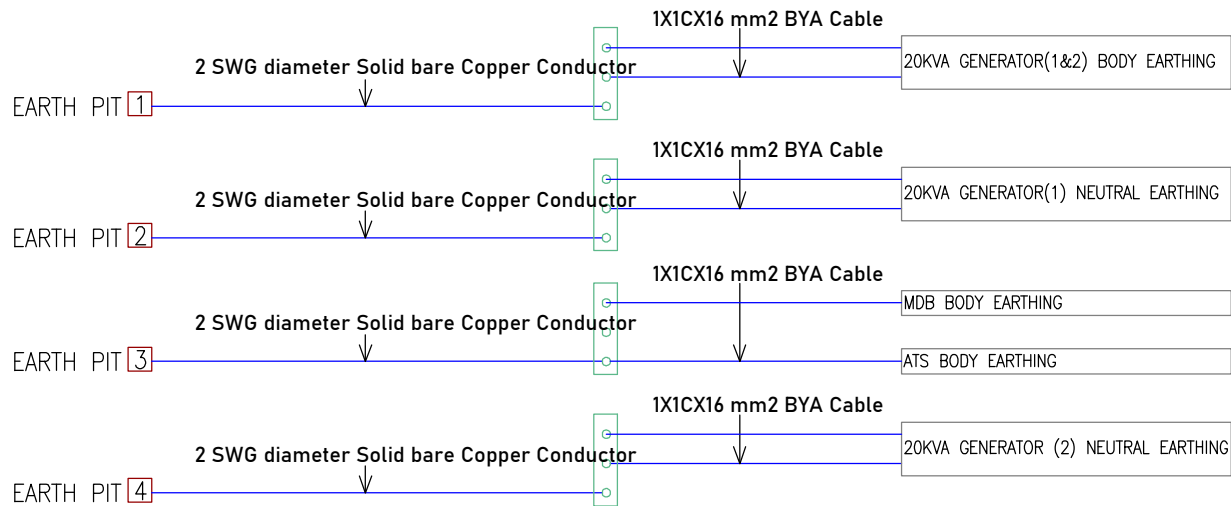 1X1CX16 mm2 BYA Cable
2 SWG diameter Solid bare Copper Conductor
20KVA GENERATOR(1&2) BODY EARTHING
EARTH PIT 1
1X1CX16 mm2 BYA Cable
2 SWG diameter Solid bare Copper Conductor
20KVA GENERATOR(1) NEUTRAL EARTHING
EARTH PIT 2
1X1CX16 mm2 BYA Cable
MDB BODY EARTHING
2 SWG diameter Solid bare Copper Conductor
EARTH PIT 3
ATS BODY EARTHING
1X1CX16 mm2 BYA Cable
2 SWG diameter Solid bare Copper Conductor
20KVA GENERATOR (2) NEUTRAL EARTHING
EARTH PIT 4